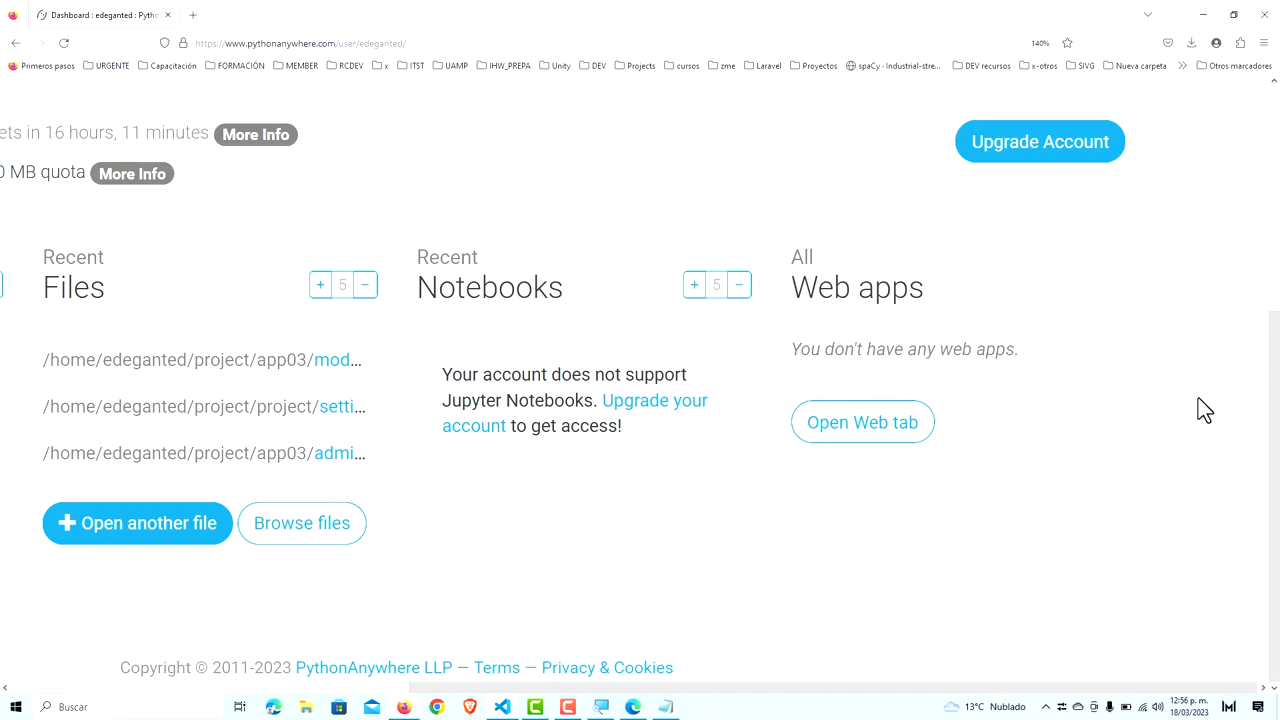 Dashboard : edeganted : Pytho
https://www.pythonanywhere.com/user/edeganted/
140%
Primeros pasos URGENTE Capacitación FORMACIÓN MEMBER RCDEV x ITST UAMP IHW_PREPA Unity DEV Projects cursos zme Laravel Proyectos spaCy - Industrial-stre... DEV recursos x-otros SIVG Nueva carpeta Otros marcadores
ets in 16 hours, 11 minutes More Info
0 MB quota More Info
Upgrade Account
Recent
Files
+ 5 −
/home/edeganted/project/app03/mod...
/home/edeganted/project/project/setti...
/home/edeganted/project/app03/admi...
+ Open another file
Browse files
Recent
Notebooks
+ 5 −
Your account does not support
Jupyter Notebooks. Upgrade your
account to get access!
All
Web apps
You don't have any web apps.
Open Web tab
Copyright © 2011-2023 PythonAnywhere LLP — Terms — Privacy & Cookies
Buscar
13°C Nublado
12:56 p. m.
18/03/2023